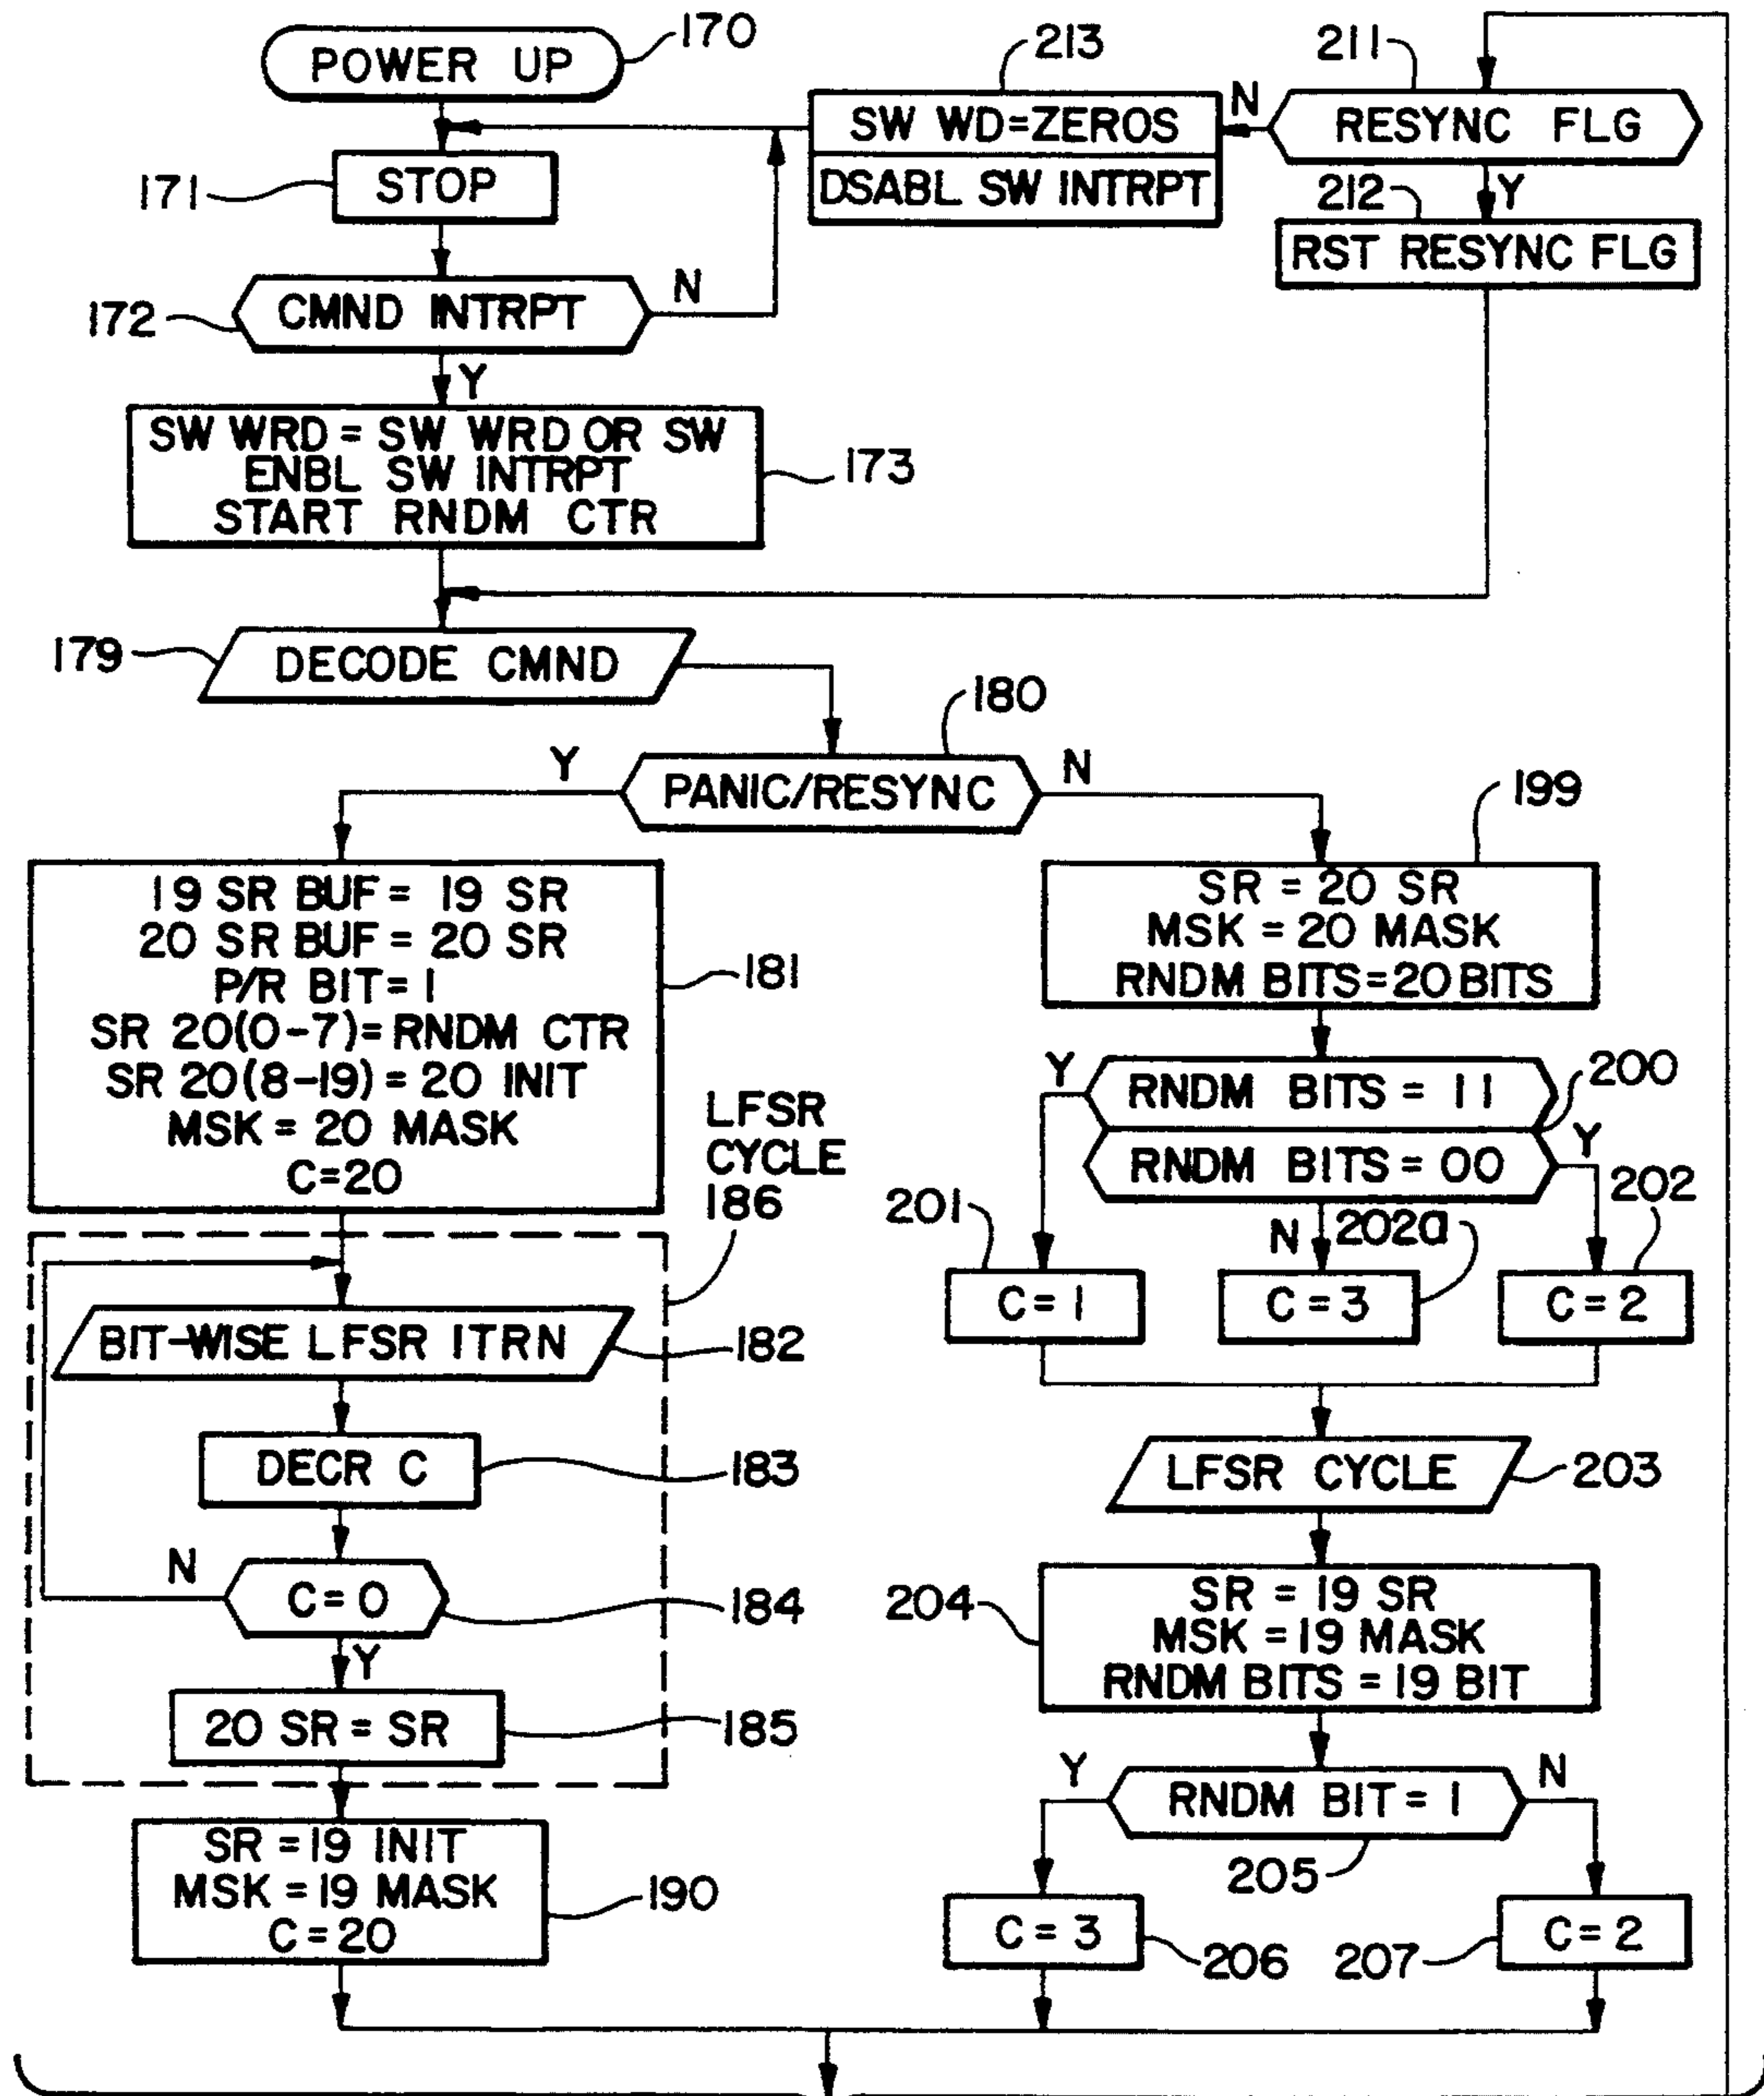 POWER UP
170
213
211
SW WD=ZEROS
DSABL SW INTRPT
N
RESYNC FLG
171
STOP
212
Y
RST RESYNC FLG
172
CMND INTRPT
N
Y
SW WRD = SW WRD OR SW
ENBL SW INTRPT
START RNDM CTR
173
179
DECODE CMND
180
Y
PANIC/RESYNC
N
199
19 SR BUF = 19 SR
20 SR BUF = 20 SR
P/R BIT = 1
SR 20(0-7)=RNDM CTR
SR 20(8-19) = 20 INIT
MSK = 20 MASK
C=20
181
SR = 20 SR
MSK = 20 MASK
RNDM BITS=20 BITS
Y
RNDM BITS = 11
200
RNDM BITS = 00
Y
LFSR
CYCLE
186
201
N
202a
202
C = 1
C = 3
C = 2
BIT-WISE LFSR ITRN
182
DECR C
183
LFSR CYCLE
203
N
C = 0
184
Y
20 SR = SR
185
204
SR = 19 SR
MSK = 19 MASK
RNDM BITS = 19 BIT
Y
RNDM BIT = 1
N
205
SR = 19 INIT
MSK = 19 MASK
C = 20
190
C = 3
206
207
C = 2